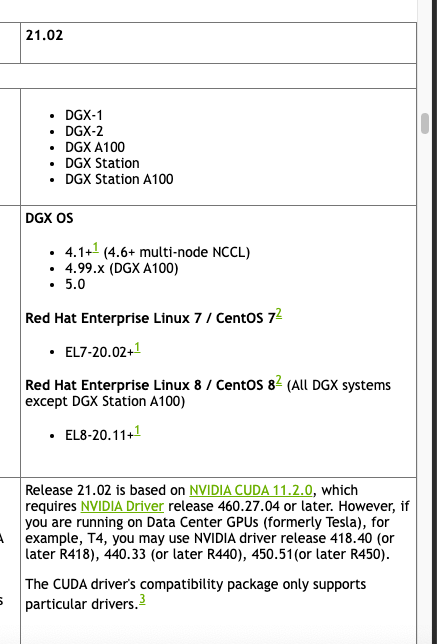 21.02
• DGX-1
• DGX-2
• DGX A100
• DGX Station
• DGX Station A100
DGX OS
• 4.1+1 (4.6+ multi-node NCCL)
• 4.99.x (DGX A100)
• 5.0
Red Hat Enterprise Linux 7 / CentOS 72
• EL7-20.02+1
Red Hat Enterprise Linux 8 / CentOS 82 (All DGX systems
except DGX Station A100)
• EL8-20.11+1
Release 21.02 is based on NVIDIA CUDA 11.2.0, which
requires NVIDIA Driver release 460.27.04 or later. However, if
you are running on Data Center GPUs (formerly Tesla), for
example, T4, you may use NVIDIA driver release 418.40 (or
later R418), 440.33 (or later R440), 450.51(or later R450).
The CUDA driver's compatibility package only supports
particular drivers.3